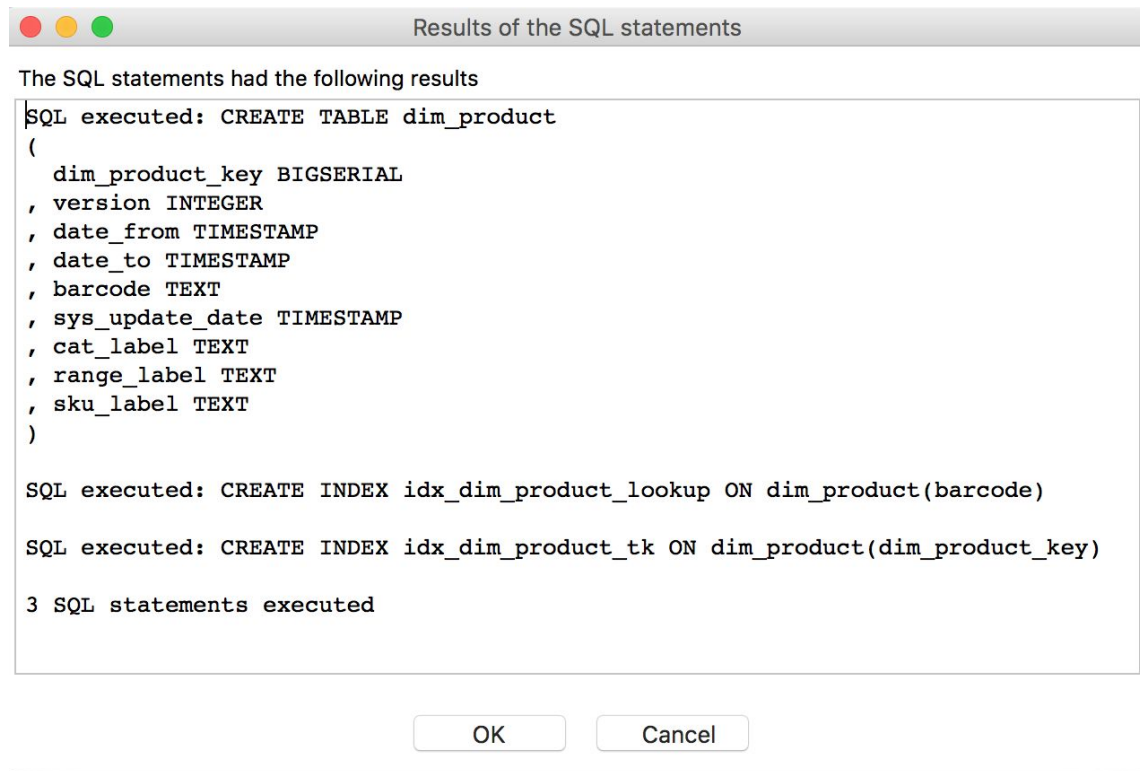 Results of the SQL statements
The SQL statements had the following results
SQL executed: CREATE TABLE dim_product
(
dim_product_key BIGSERIAL
, version INTEGER
, date_from TIMESTAMP
, date_to TIMESTAMP
, barcode TEXT
, sys_update_date TIMESTAMP
, cat_label TEXT
, range_label TEXT
, sku_label TEXT
)
SQL executed: CREATE INDEX idx_dim_product_lookup ON dim_product(barcode)
SQL executed: CREATE INDEX idx_dim_product_tk ON dim_product(dim_product_key)
3 SQL statements executed
OK Cancel